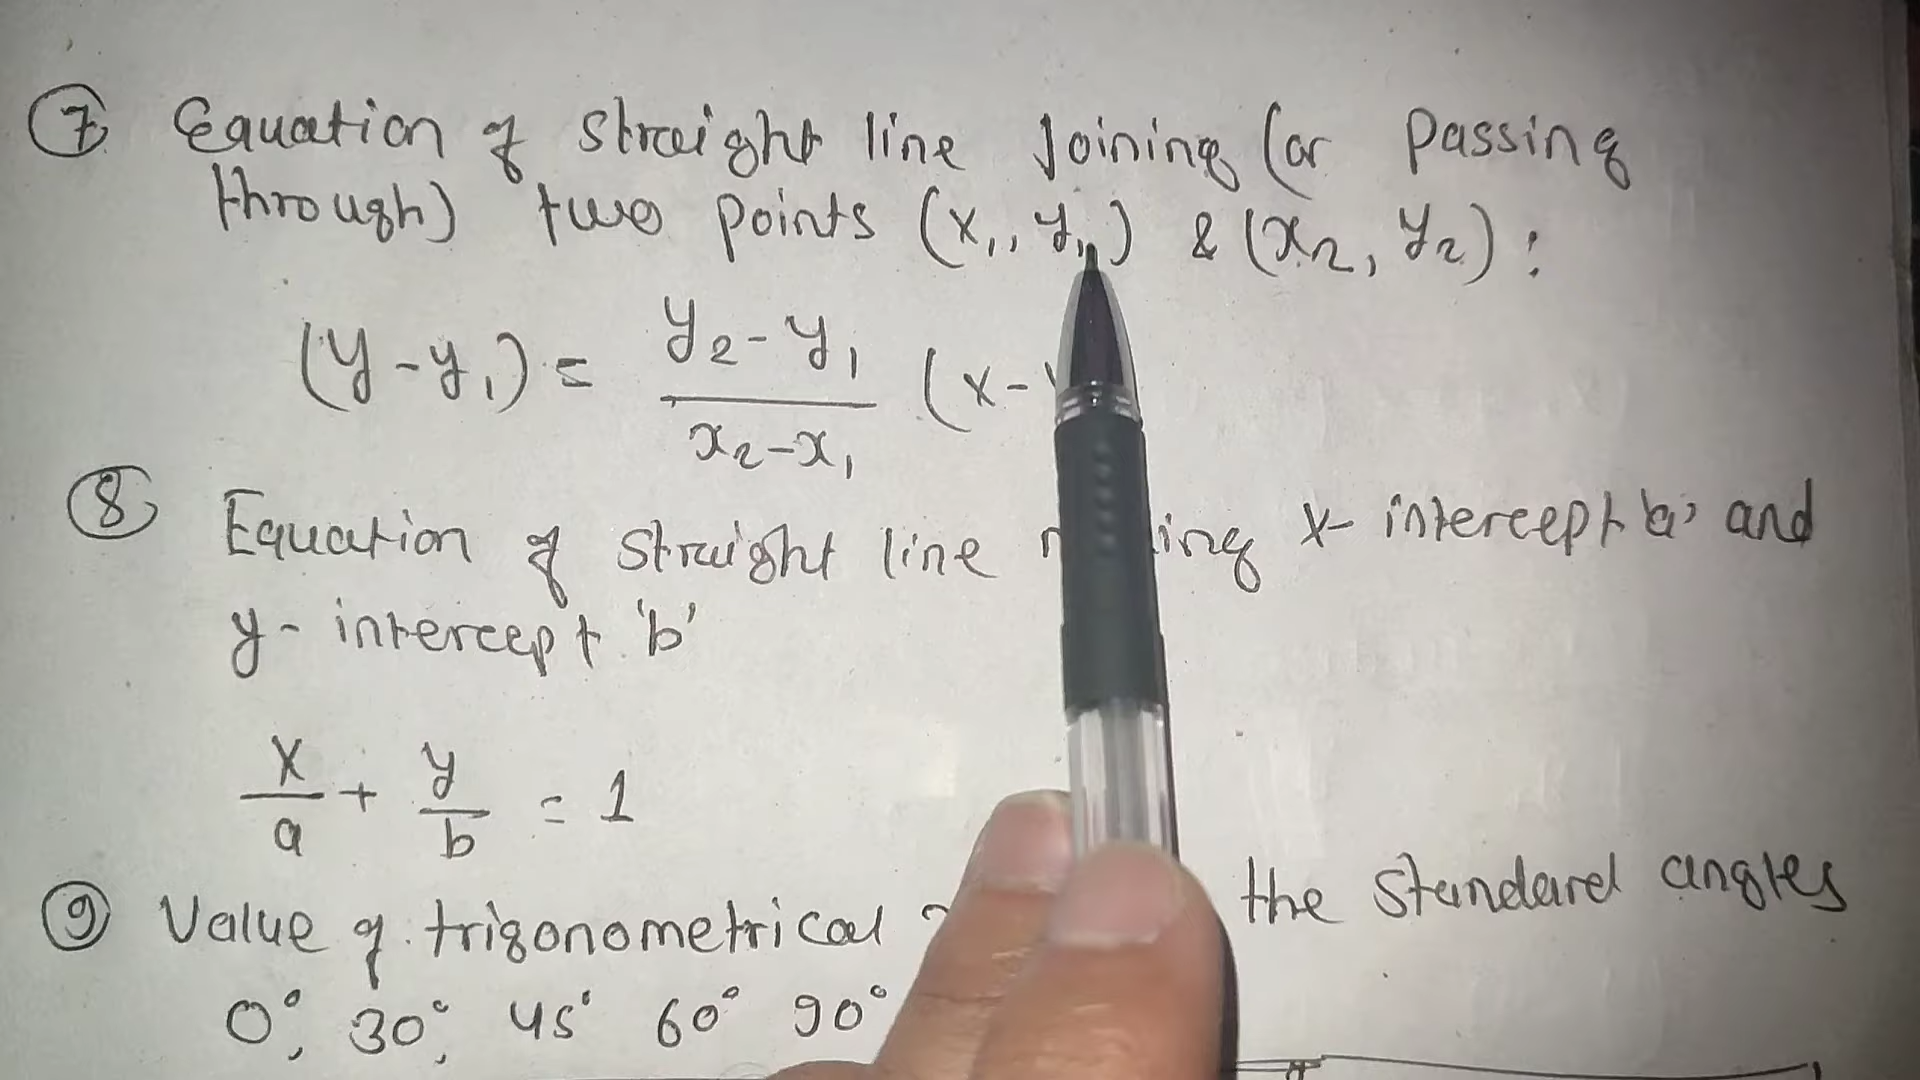 ⑦ Equation of straight line Joining (or Passing
through) two points (x₁, y₁) & (x₂, y₂) :
(y-y₁) = y₂-y₁ / x₂-x₁ (x-
⑧ Equation of straight line x-intercept 'a' and
y-intercept 'b'
x/a + y/b = 1
⑨ Value of trigonometrical the standard angles
0°, 30°, 45° 60° 90°